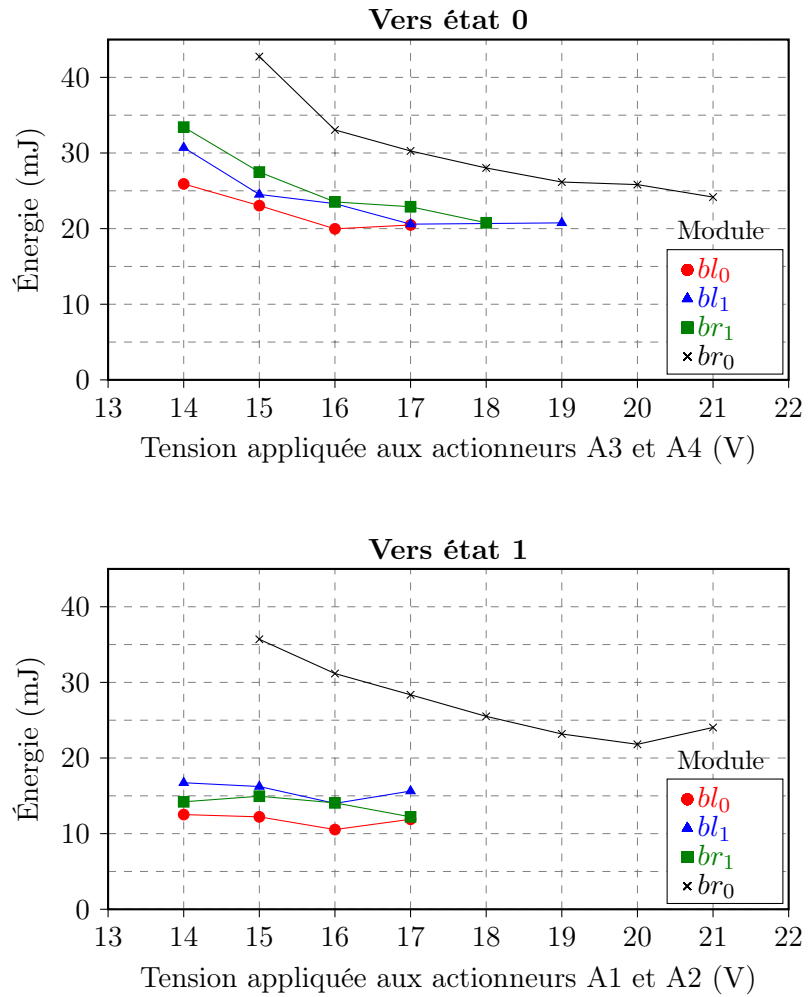 Vers état 0
Énergie (mJ)
40
30
20
10
0
13 14 15 16 17 18 19 20 21 22
Tension appliquée aux actionneurs A3 et A4 (V)
Module
bl₀
bl₁
br₁
br₀
Vers état 1
Énergie (mJ)
40
30
20
10
0
13 14 15 16 17 18 19 20 21 22
Tension appliquée aux actionneurs A1 et A2 (V)
Module
bl₀
bl₁
br₁
br₀